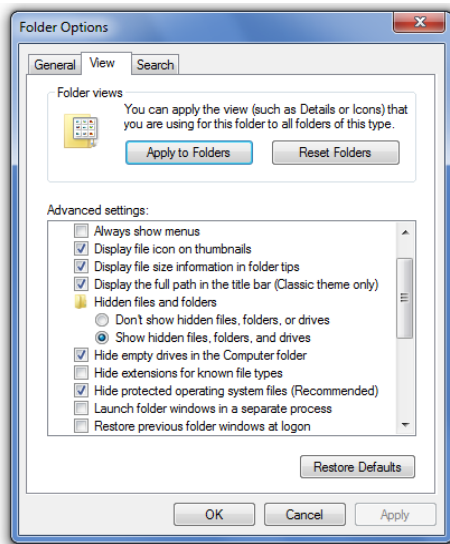 Folder Options
General
View
Search
Folder views
You can apply the view (such as Details or Icons) that
you are using for this folder to all folders of this type.
Apply to Folders
Reset Folders
Advanced settings:
Always show menus
Display file icon on thumbnails
Display file size information in folder tips
Display the full path in the title bar (Classic theme only)
Hidden files and folders
Don't show hidden files, folders, or drives
Show hidden files, folders, and drives
Hide empty drives in the Computer folder
Hide extensions for known file types
Hide protected operating system files (Recommended)
Launch folder windows in a separate process
Restore previous folder windows at logon
Restore Defaults
OK
Cancel
Apply